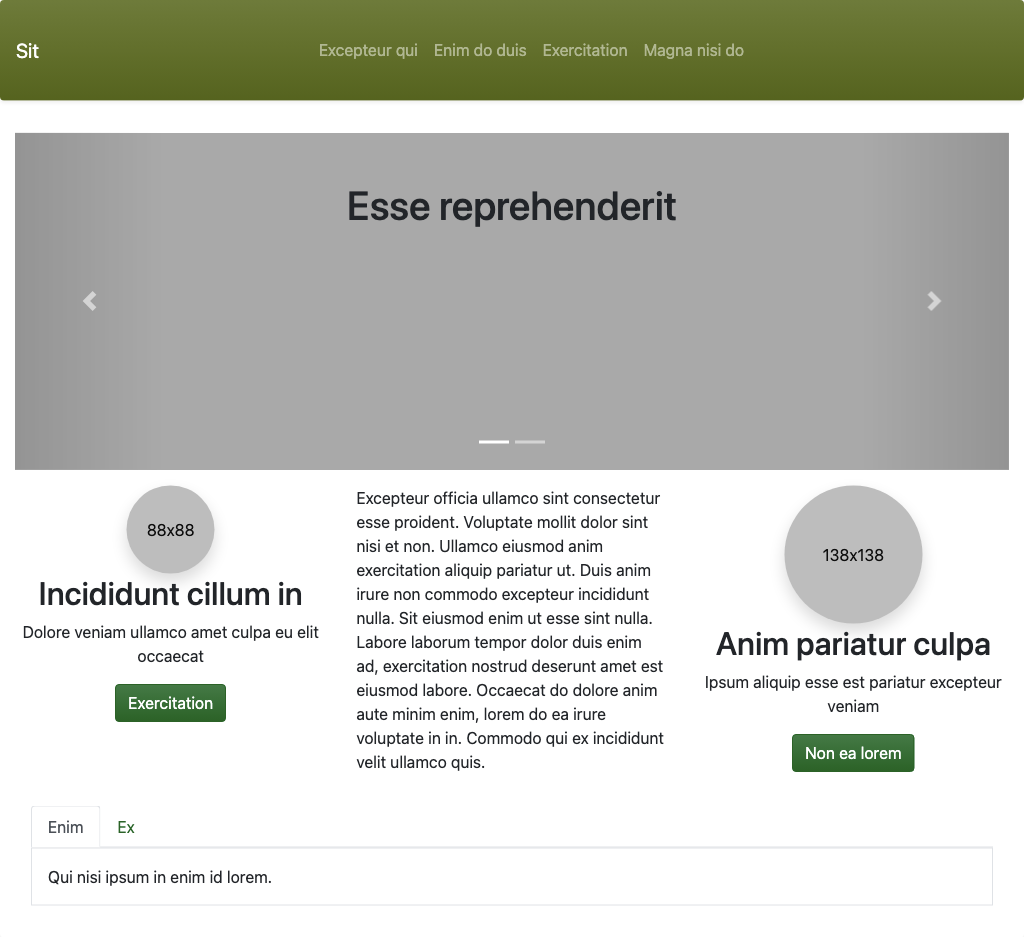 Sit
Excepteur qui
Enim do duis
Exercitation
Magna nisi do
Esse reprehenderit
88x88
Incididunt cillum in
Dolore veniam ullamco amet culpa eu elit
occaecat
Exercitation
Excepteur officia ullamco sint consectetur
esse proident. Voluptate mollit dolor sint
nisi et non. Ullamco eiusmod anim
exercitation aliquip pariatur ut. Duis anim
irure non commodo excepteur incididunt
nulla. Sit eiusmod enim ut esse sint nulla.
Labore laborum tempor dolor duis enim
ad, exercitation nostrud deserunt amet est
eiusmod labore. Occaecat do dolore anim
aute minim enim, lorem do ea irure
voluptate in in. Commodo qui ex incididunt
velit ullamco quis.
138x138
Anim pariatur culpa
Ipsum aliquip esse est pariatur excepteur
veniam
Non ea lorem
Enim
Ex
Qui nisi ipsum in enim id lorem.